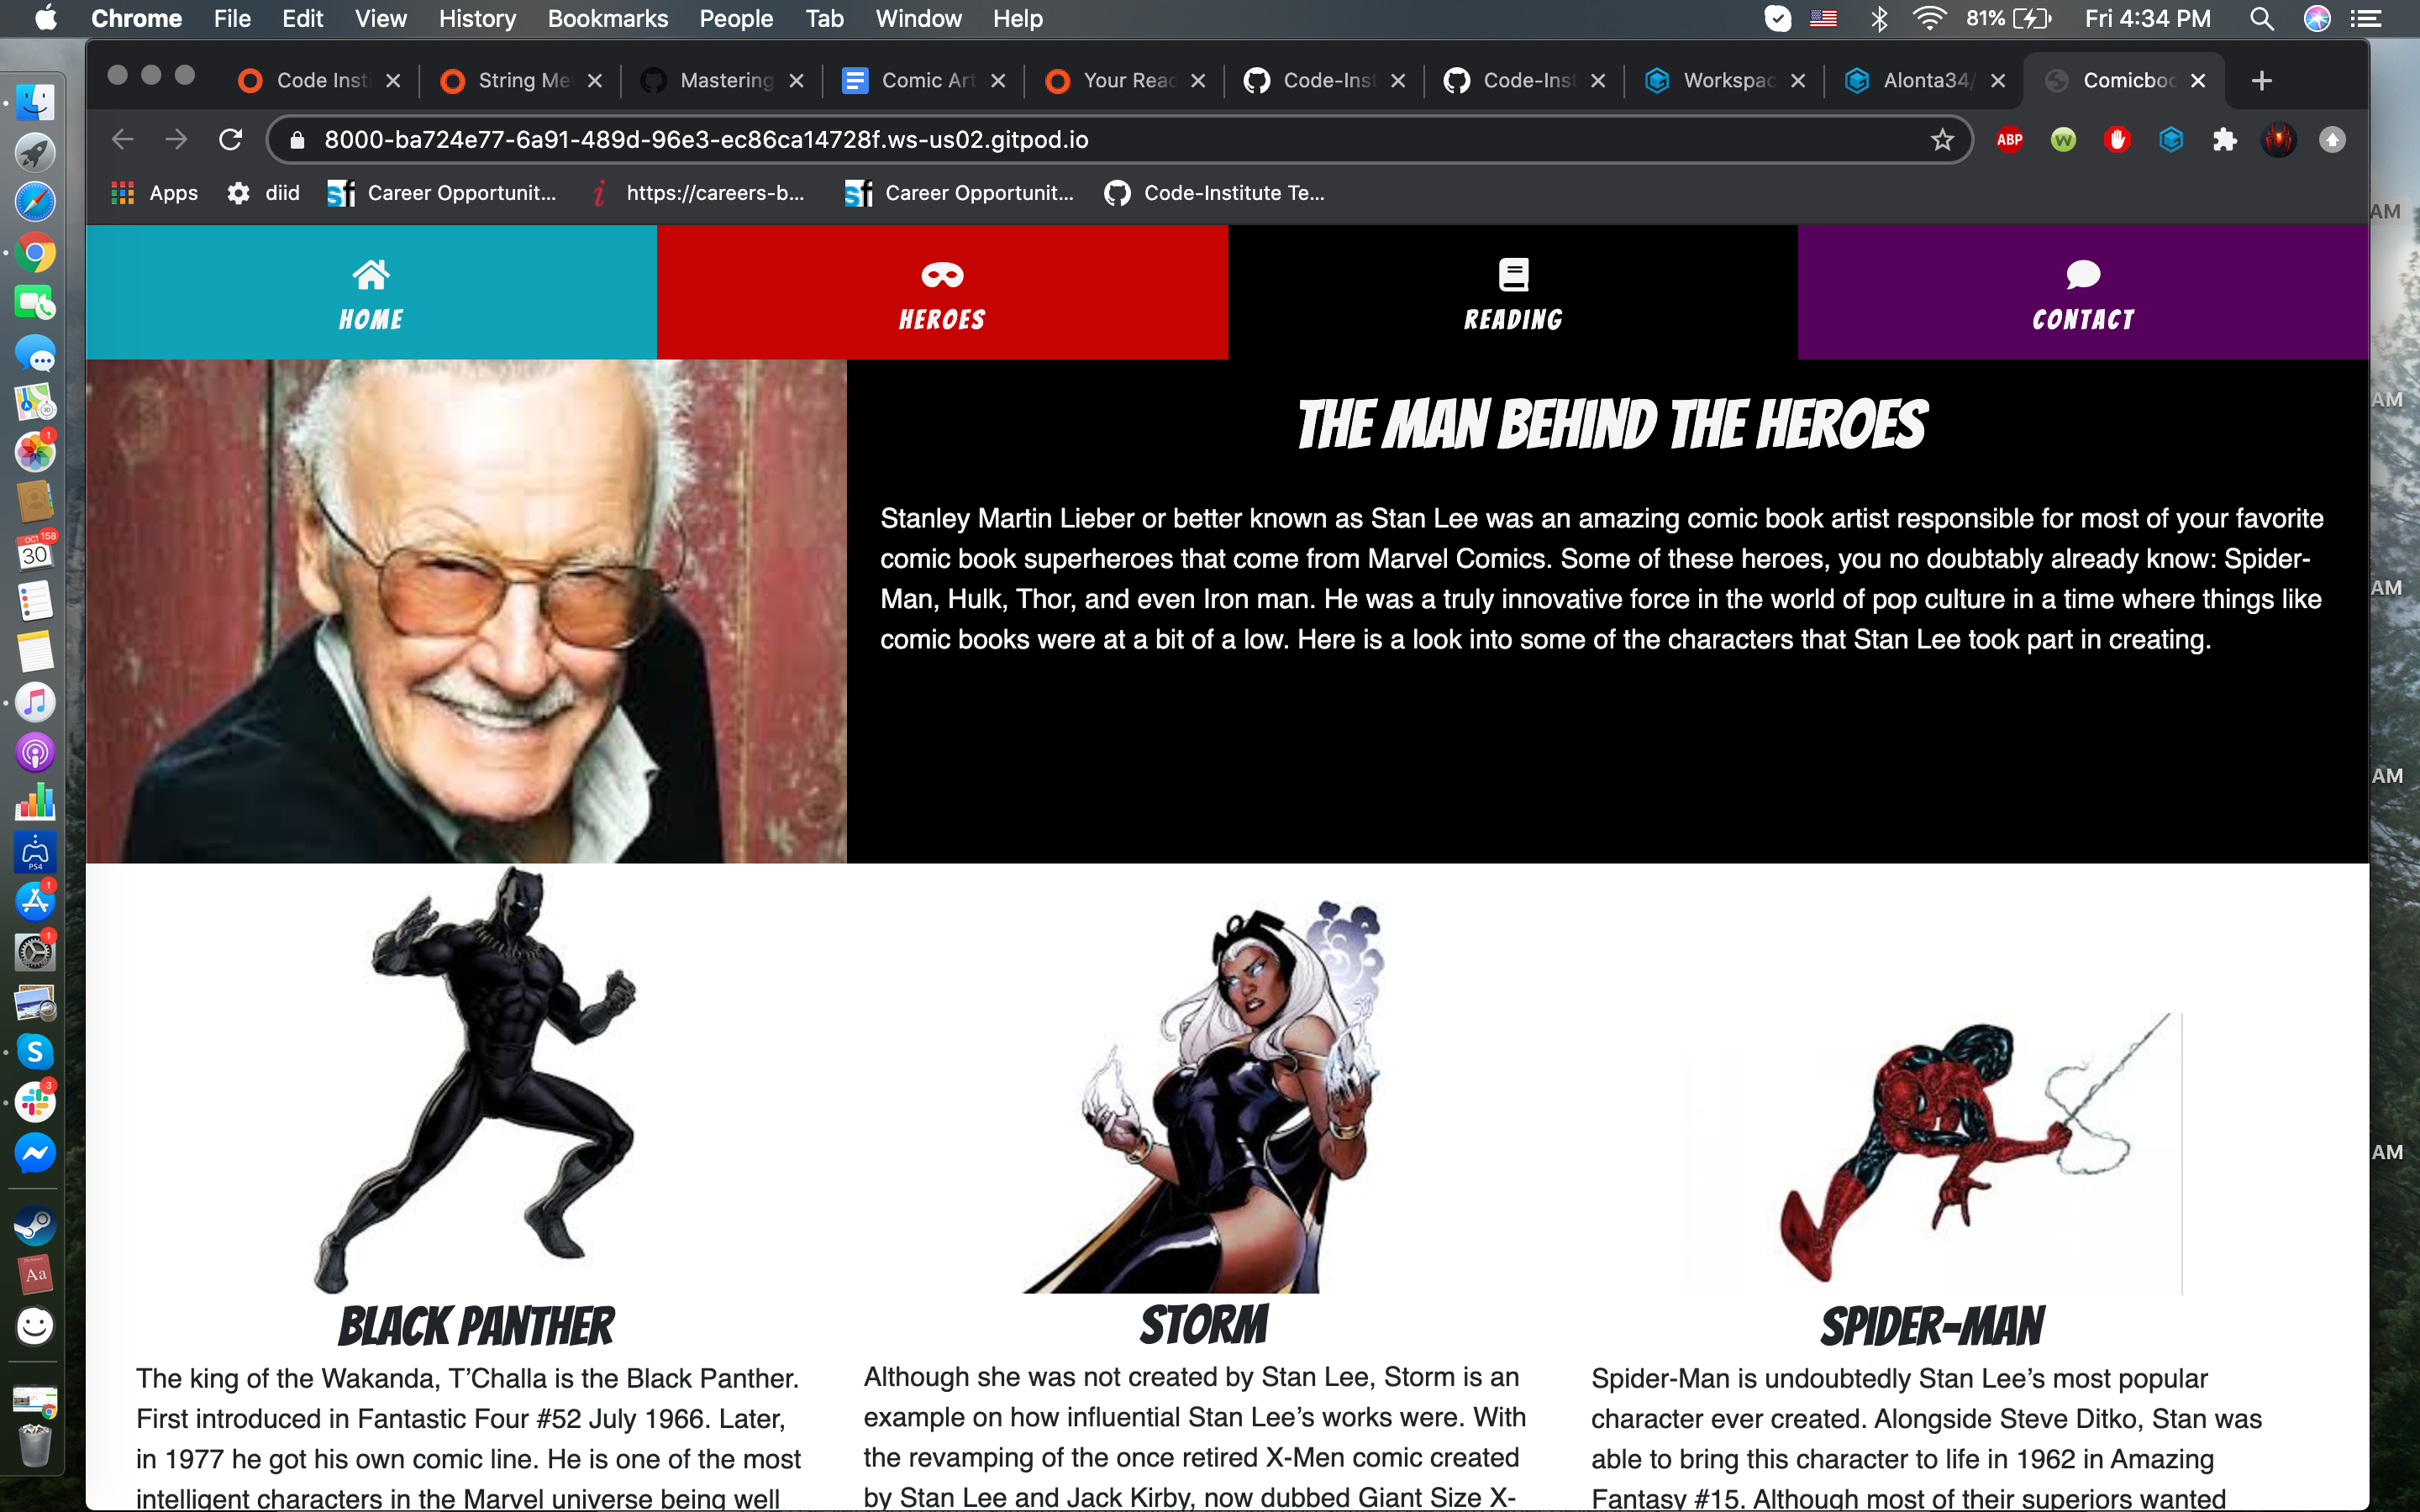 Chrome File Edit View History Bookmarks People Tab Window Help 81% Fri 4:34 PM
Code Insti String Me Mastering Comic Art Your Read Code-Inst Code-Inst Workspac Alonta34/ Comicboo
8000-ba724e77-6a91-489d-96e3-ec86ca14728f.ws-us02.gitpod.io ABP W
Apps diid Career Opportunit... https://careers-b... Career Opportunit... Code-Institute Te...
AM
HOME HEROES READING CONTACT
AM
THE MAN BEHIND THE HEROES
Stanley Martin Lieber or better known as Stan Lee was an amazing comic book artist responsible for most of your favorite
comic book superheroes that come from Marvel Comics. Some of these heroes, you no doubtably already know: Spider-
Man, Hulk, Thor, and even Iron man. He was a truly innovative force in the world of pop culture in a time where things like
comic books were at a bit of a low. Here is a look into some of the characters that Stan Lee took part in creating.
AM
AM
AM
OCT 158
30
1
PS4
1
1
S
3
Aa
BLACK PANTHER
The king of the Wakanda, T’Challa is the Black Panther.
First introduced in Fantastic Four #52 July 1966. Later,
in 1977 he got his own comic line. He is one of the most
intelligent characters in the Marvel universe being well
STORM
Although she was not created by Stan Lee, Storm is an
example on how influential Stan Lee’s works were. With
the revamping of the once retired X-Men comic created
by Stan Lee and Jack Kirby, now dubbed Giant Size X-
SPIDER-MAN
Spider-Man is undoubtedly Stan Lee’s most popular
character ever created. Alongside Steve Ditko, Stan was
able to bring this character to life in 1962 in Amazing
Fantasy #15. Although most of their superiors wanted